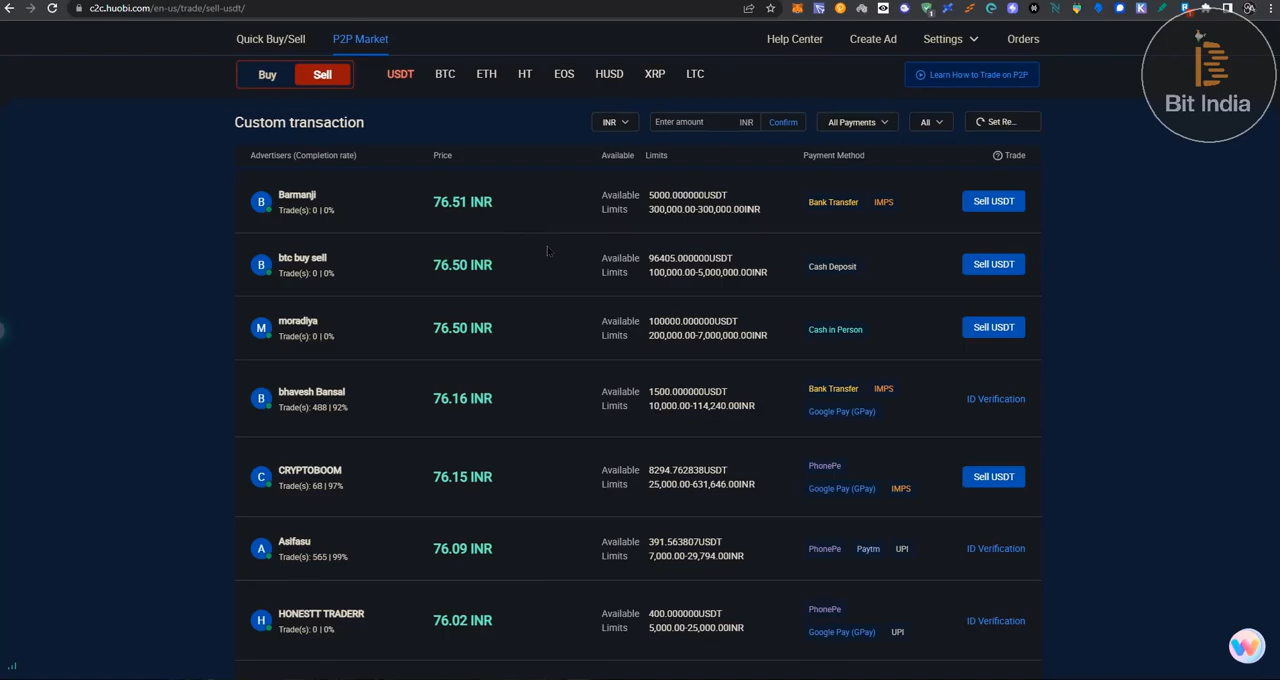 c2c.huobi.com/en-us/trade/sell-usdt/
Quick Buy/Sell P2P Market Help Center Create Ad Settings Orders
Buy Sell USDT BTC ETH HT EOS HUSD XRP LTC Learn How to Trade on P2P
Bit India
Custom transaction INR Enter amount INR Confirm All Payments All Set Re...
Advertisers (Completion rate) Price Available Limits Payment Method Trade
B Barmanji
Trade(s): 0 | 0%
76.51 INR
Available 5000.000000USDT
Limits 300,000.00-300,000.00INR
Bank Transfer IMPS
Sell USDT
B btc buy sell
Trade(s): 0 | 0%
76.50 INR
Available 96405.000000USDT
Limits 100,000.00-5,000,000.00INR
Cash Deposit
Sell USDT
M moradiya
Trade(s): 0 | 0%
76.50 INR
Available 100000.000000USDT
Limits 200,000.00-7,000,000.00INR
Cash in Person
Sell USDT
B bhavesh Bansal
Trade(s): 488 | 92%
76.16 INR
Available 1500.000000USDT
Limits 10,000.00-114,240.00INR
Bank Transfer IMPS
Google Pay (GPay)
ID Verification
C CRYPTOBOOM
Trade(s): 68 | 97%
76.15 INR
Available 8294.762838USDT
Limits 25,000.00-631,646.00INR
PhonePe
Google Pay (GPay) IMPS
Sell USDT
A Asifasu
Trade(s): 565 | 99%
76.09 INR
Available 391.563807USDT
Limits 7,000.00-29,794.00INR
PhonePe Paytm UPI
ID Verification
H HONESTT TRADERR
Trade(s): 0 | 0%
76.02 INR
Available 400.000000USDT
Limits 5,000.00-25,000.00INR
PhonePe
Google Pay (GPay) UPI
ID Verification